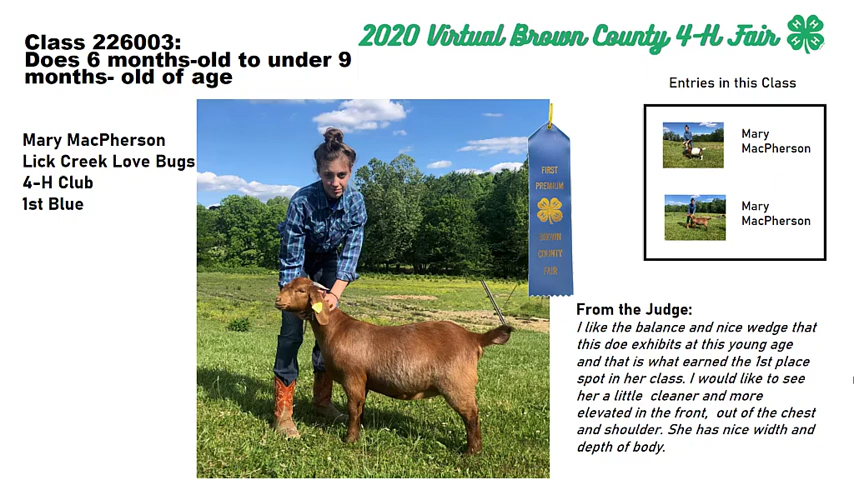 2020 Virtual Brown County 4-H Fair
H H
H H
Class 226003:
Does 6 months-old to under 9
months- old of age
Mary MacPherson
Lick Creek Love Bugs
4-H Club
1st Blue
FIRST
PREMIUM
BROWN
COUNTY
FAIR
Entries in this Class
Mary
MacPherson
Mary
MacPherson
From the Judge:
I like the balance and nice wedge that
this doe exhibits at this young age
and that is what earned the 1st place
spot in her class. I would like to see
her a little cleaner and more
elevated in the front, out of the chest
and shoulder. She has nice width and
depth of body.